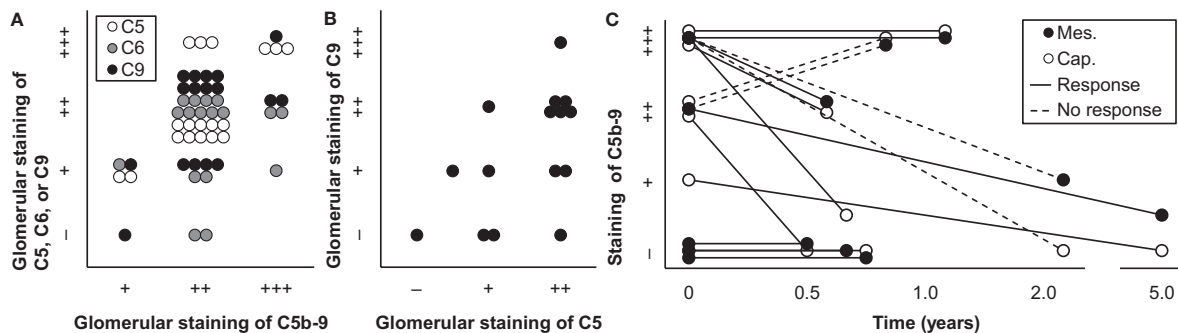 A
C5
C6
C9
Glomerular staining of
C5, C6, or C9
+++
++
+
–
+
++
+++
Glomerular staining of C5b-9
B
Glomerular staining of C9
+++
++
+
–
–
+
++
Glomerular staining of C5
C
Mes.
Cap.
Response
No response
Staining of C5b-9
+++
++
+
–
0
0.5
1.0
2.0
5.0
Time (years)